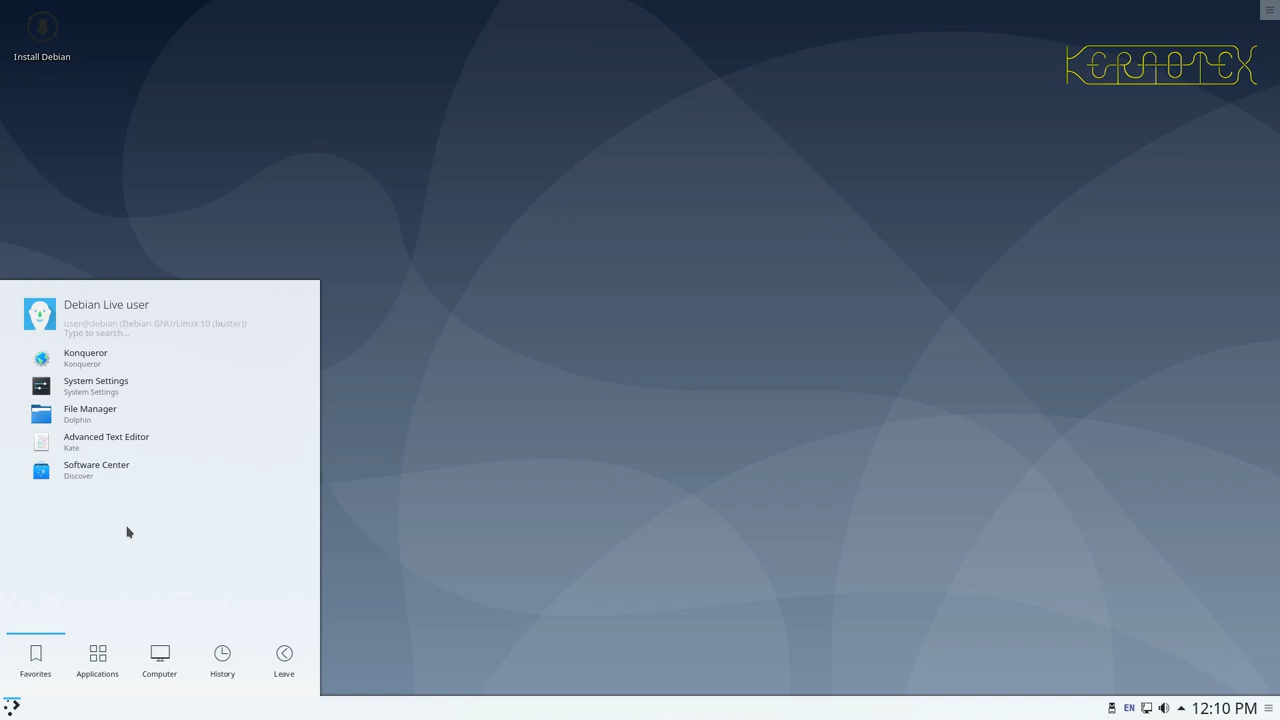 Install Debian
KERNOTEX
Debian Live user
user@debian (Debian GNU/Linux 10 (buster))
Type to search...
Konqueror
Konqueror
System Settings
System Settings
File Manager
Dolphin
Advanced Text Editor
Kate
Software Center
Discover
Favorites
Applications
Computer
History
Leave
EN
12:10 PM